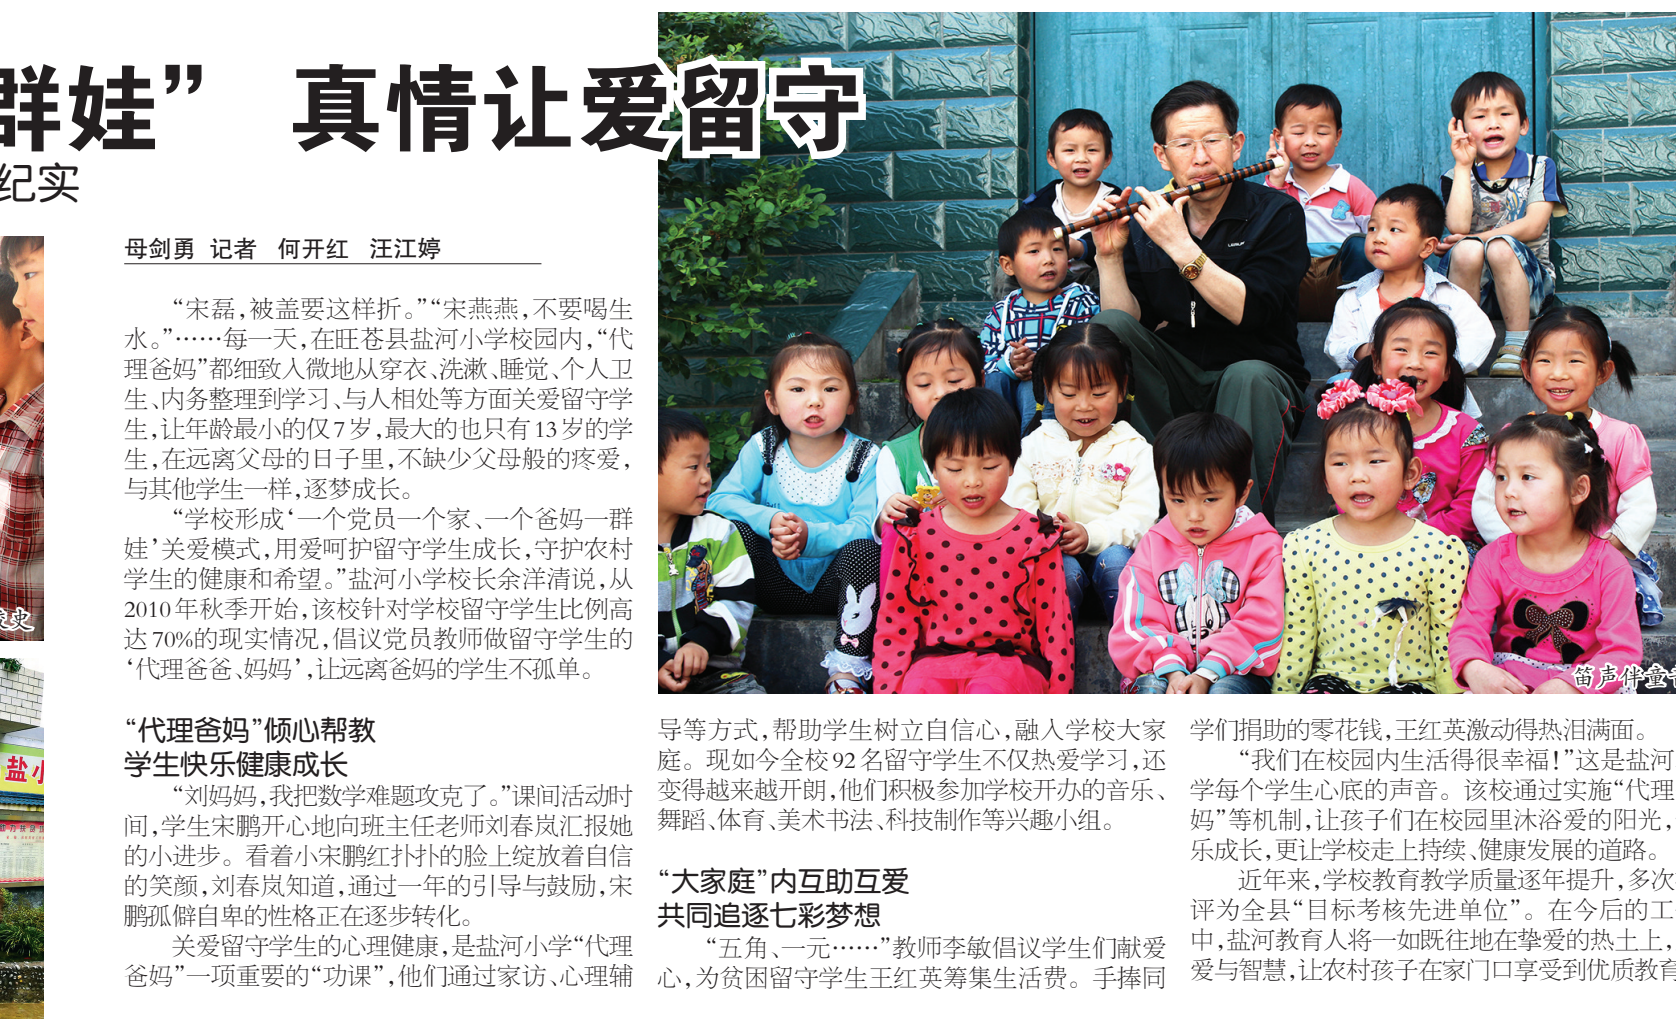 群娃” 真情让爱留守
纪实
母剑勇 记者 何开红 汪江婷
“宋磊,被盖要这样折。”“宋燕燕,不要喝生
水。”……每一天,在旺苍县盐河小学校园内,“代
理爸妈”都细致入微地从穿衣、洗漱、睡觉、个人卫
生、内务整理到学习、与人相处等方面关爱留守学
生,让年龄最小的仅7岁,最大的也只有13岁的学
生,在远离父母的日子里,不缺少父母般的疼爱,
与其他学生一样,逐梦成长。
“学校形成‘一个党员一个家、一个爸妈一群
娃’关爱模式,用爱呵护留守学生成长,守护农村
学生的健康和希望。”盐河小学校长余洋清说,从
2010年秋季开始,该校针对学校留守学生比例高
达70%的现实情况,倡议党员教师做留守学生的
‘代理爸爸、妈妈’,让远离爸妈的学生不孤单。
“代理爸妈”倾心帮教
学生快乐健康成长
“刘妈妈,我把数学难题攻克了。”课间活动时
间,学生宋鹏开心地向班主任老师刘春岚汇报她
的小进步。看着小宋鹏红扑扑的脸上绽放着自信
的笑颜,刘春岚知道,通过一年的引导与鼓励,宋
鹏孤僻自卑的性格正在逐步转化。
关爱留守学生的心理健康,是盐河小学“代理
爸妈”一项重要的“功课”,他们通过家访、心理辅
导等方式,帮助学生树立自信心,融入学校大家
庭。现如今全校92名留守学生不仅热爱学习,还
变得越来越开朗,他们积极参加学校开办的音乐、
舞蹈、体育、美术书法、科技制作等兴趣小组。
“大家庭”内互助互爱
共同追逐七彩梦想
“五角、一元……”教师李敏倡议学生们献爱
心,为贫困留守学生王红英筹集生活费。手捧同
学们捐助的零花钱,王红英激动得热泪满面。
“我们在校园内生活得很幸福!”这是盐河
学每个学生心底的声音。该校通过实施“代理
妈”等机制,让孩子们在校园里沐浴爱的阳光,
乐成长,更让学校走上持续、健康发展的道路。
近年来,学校教育教学质量逐年提升,多次
评为全县“目标考核先进单位”。在今后的工
中,盐河教育人将一如既往地在挚爱的热土上,
爱与智慧,让农村孩子在家门口享受到优质教育
笛声伴童
史
盐小